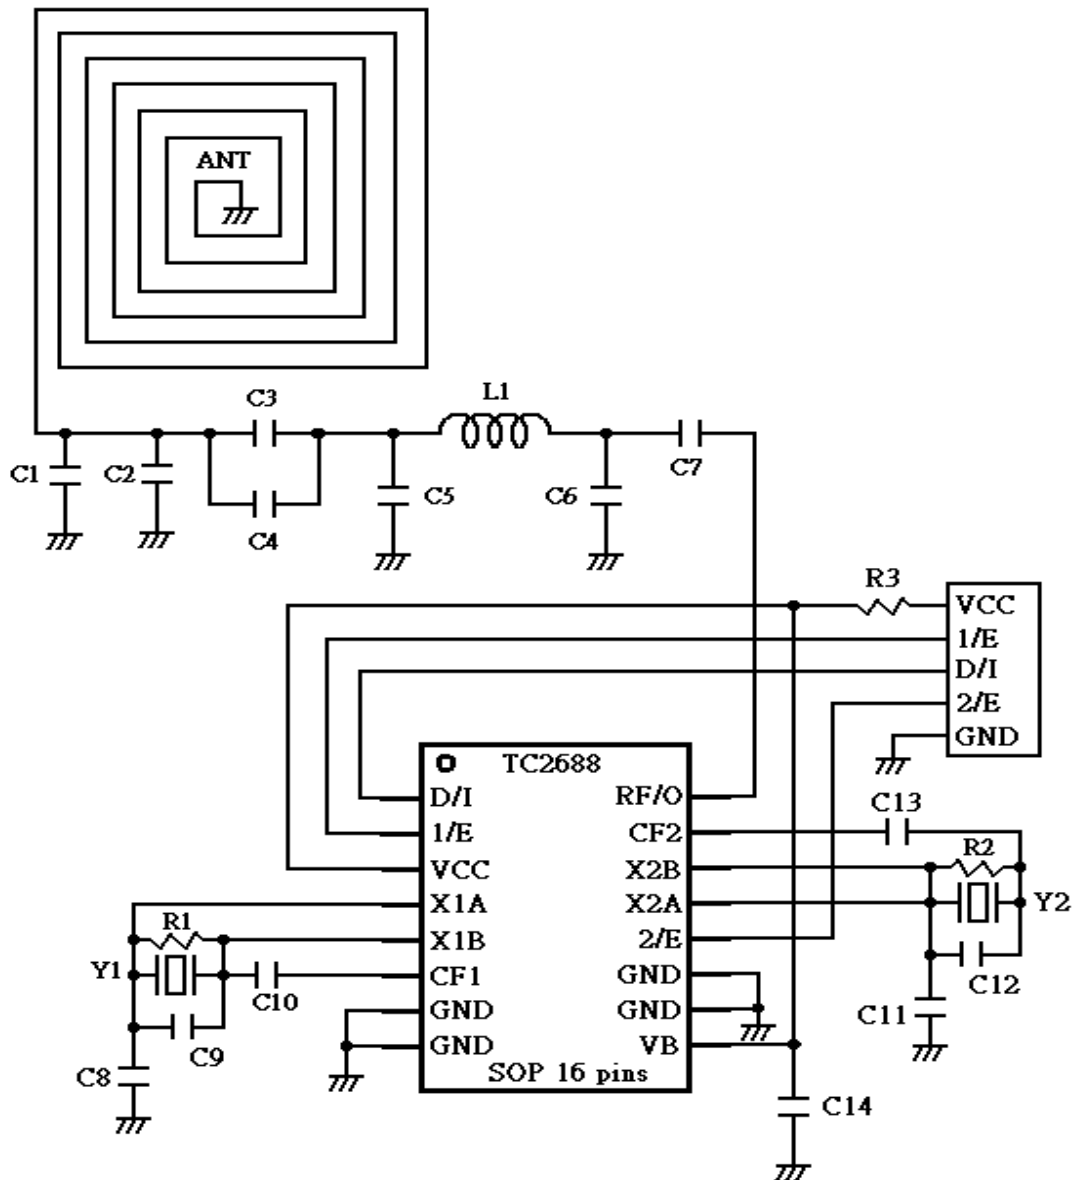 ANT
C3
L1
C1
C2
C4
C5
C6
C7
R3
VCC
1/E
D/I
2/E
GND
TC2688
D/I
1/E
VCC
X1A
X1B
CF1
GND
GND
RF/O
CF2
X2B
X2A
2/E
GND
GND
VB
SOP 16 pins
R1
Y1
C10
C9
C8
C13
R2
Y2
C12
C11
C14